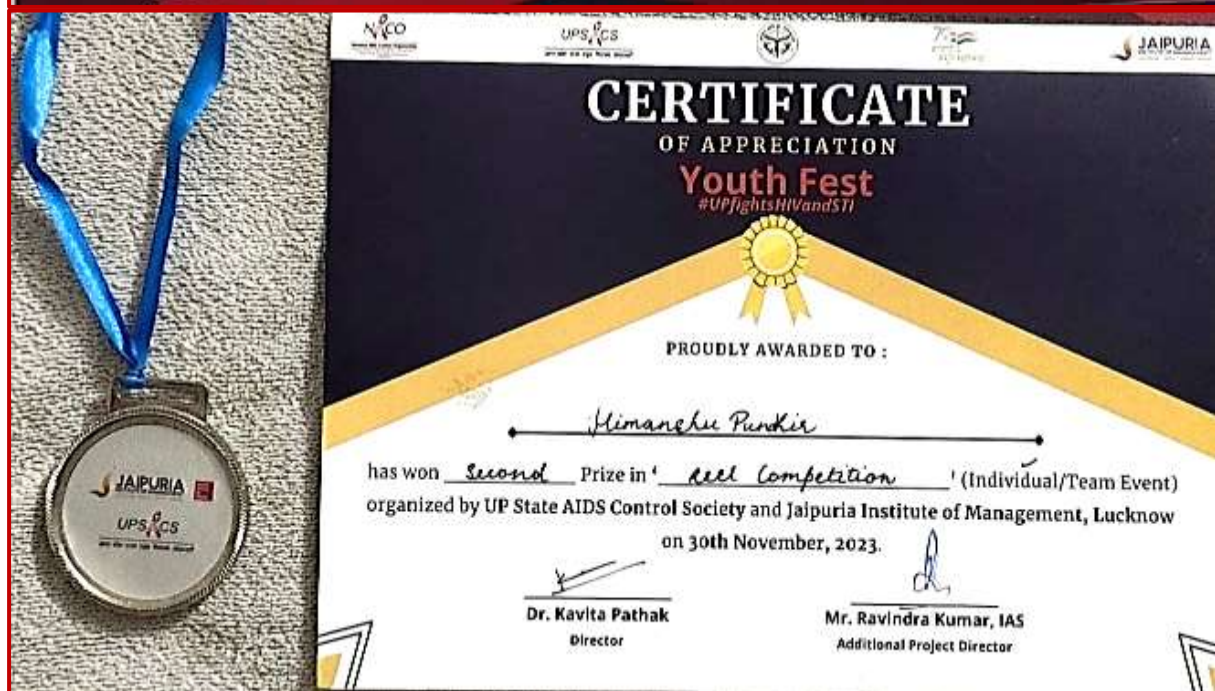 NACO
UPSACS
JAIPURIA
CERTIFICATE
OF APPRECIATION
Youth Fest
#UPfightsHIVandSTI
PROUDLY AWARDED TO :
Himanshu Pundir
has won Second Prize in ' Reel Competition ' (Individual/Team Event)
organized by UP State AIDS Control Society and Jaipuria Institute of Management, Lucknow
on 30th November, 2023.
Dr. Kavita Pathak
Director
Mr. Ravindra Kumar, IAS
Additional Project Director
JAIPURIA
UPSACS